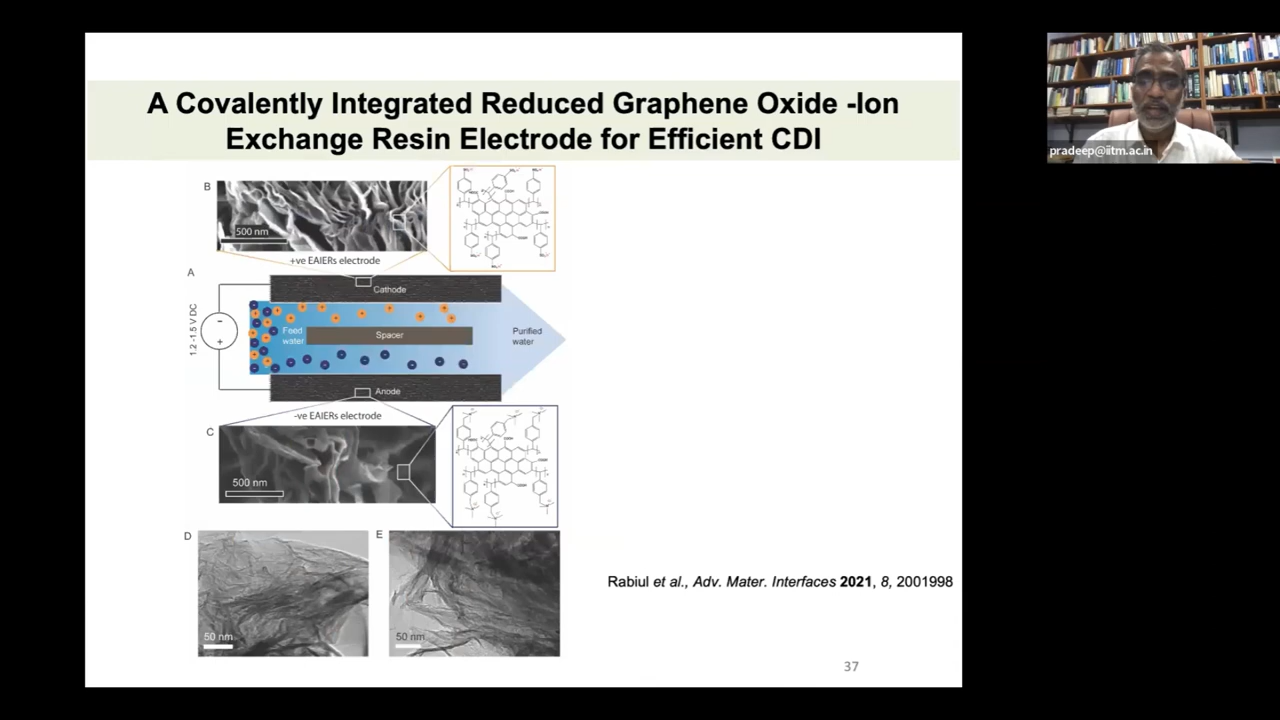 A Covalently Integrated Reduced Graphene Oxide -Ion
Exchange Resin Electrode for Efficient CDI
B
500 nm
+ve EAIERs electrode
A
Cathode
1.2 -1.5 V DC
Feed
water
Spacer
Purified
water
Anode
-ve EAIERs electrode
C
500 nm
D
50 nm
E
50 nm
Rabiul et al., Adv. Mater. Interfaces 2021, 8, 2001998
37
pradeep@iitm.ac.in